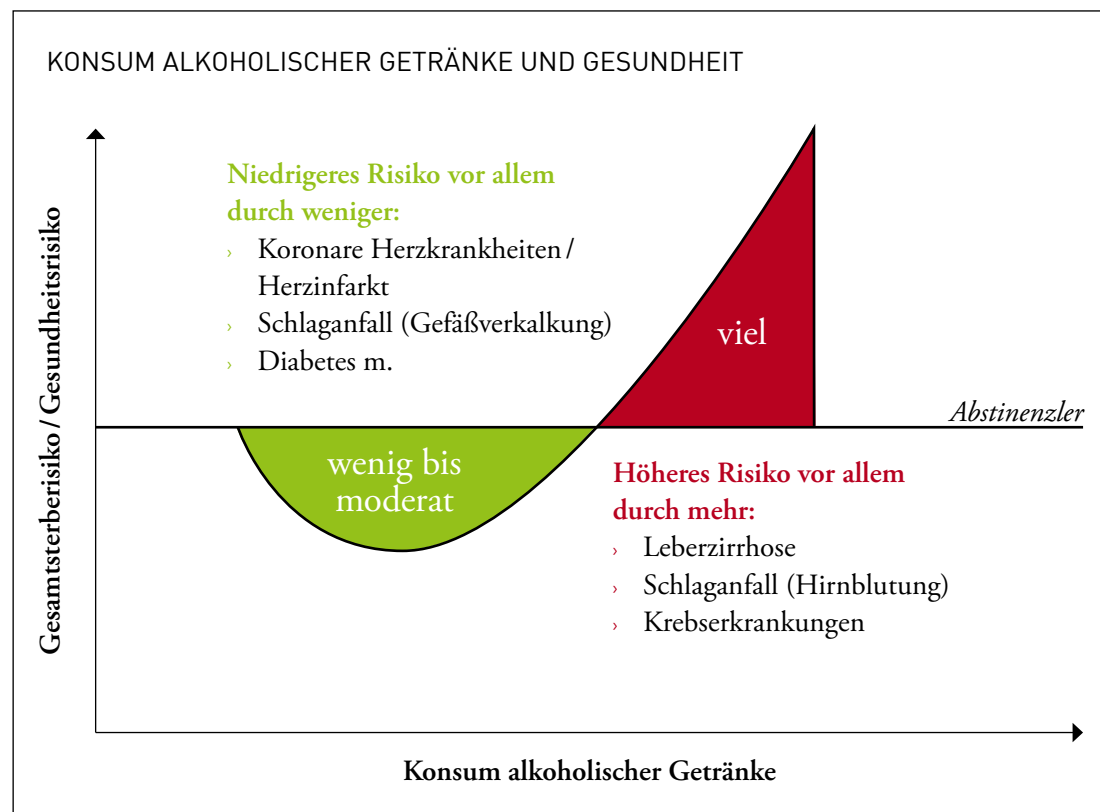 KONSUM ALKOHOLISCHER GETRÄNKE UND GESUNDHEIT
Gesamtsterberisiko / Gesundheitsrisiko
Niedrigeres Risiko vor allem
durch weniger:
› Koronare Herzkrankheiten /
Herzinfarkt
› Schlaganfall (Gefäßverkalkung)
› Diabetes m.
viel
Abstinenzler
wenig bis
moderat
Höheres Risiko vor allem
durch mehr:
› Leberzirrhose
› Schlaganfall (Hirnblutung)
› Krebserkrankungen
Konsum alkoholischer Getränke